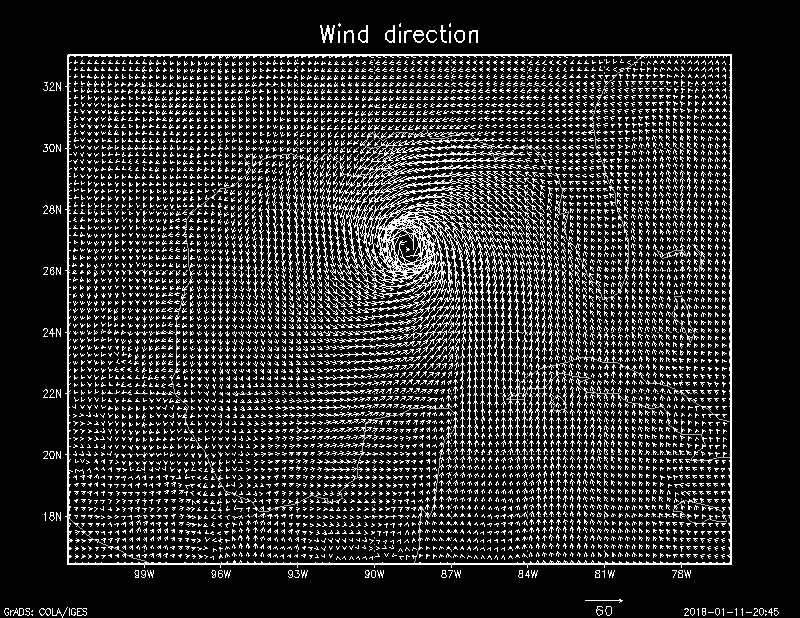 Wind direction
32N
30N
28N
26N
24N
22N
20N
18N
99W 96W 93W 90W 87W 84W 81W 78W
60
GrADS: COLA/IGES 2018-01-11-20:45